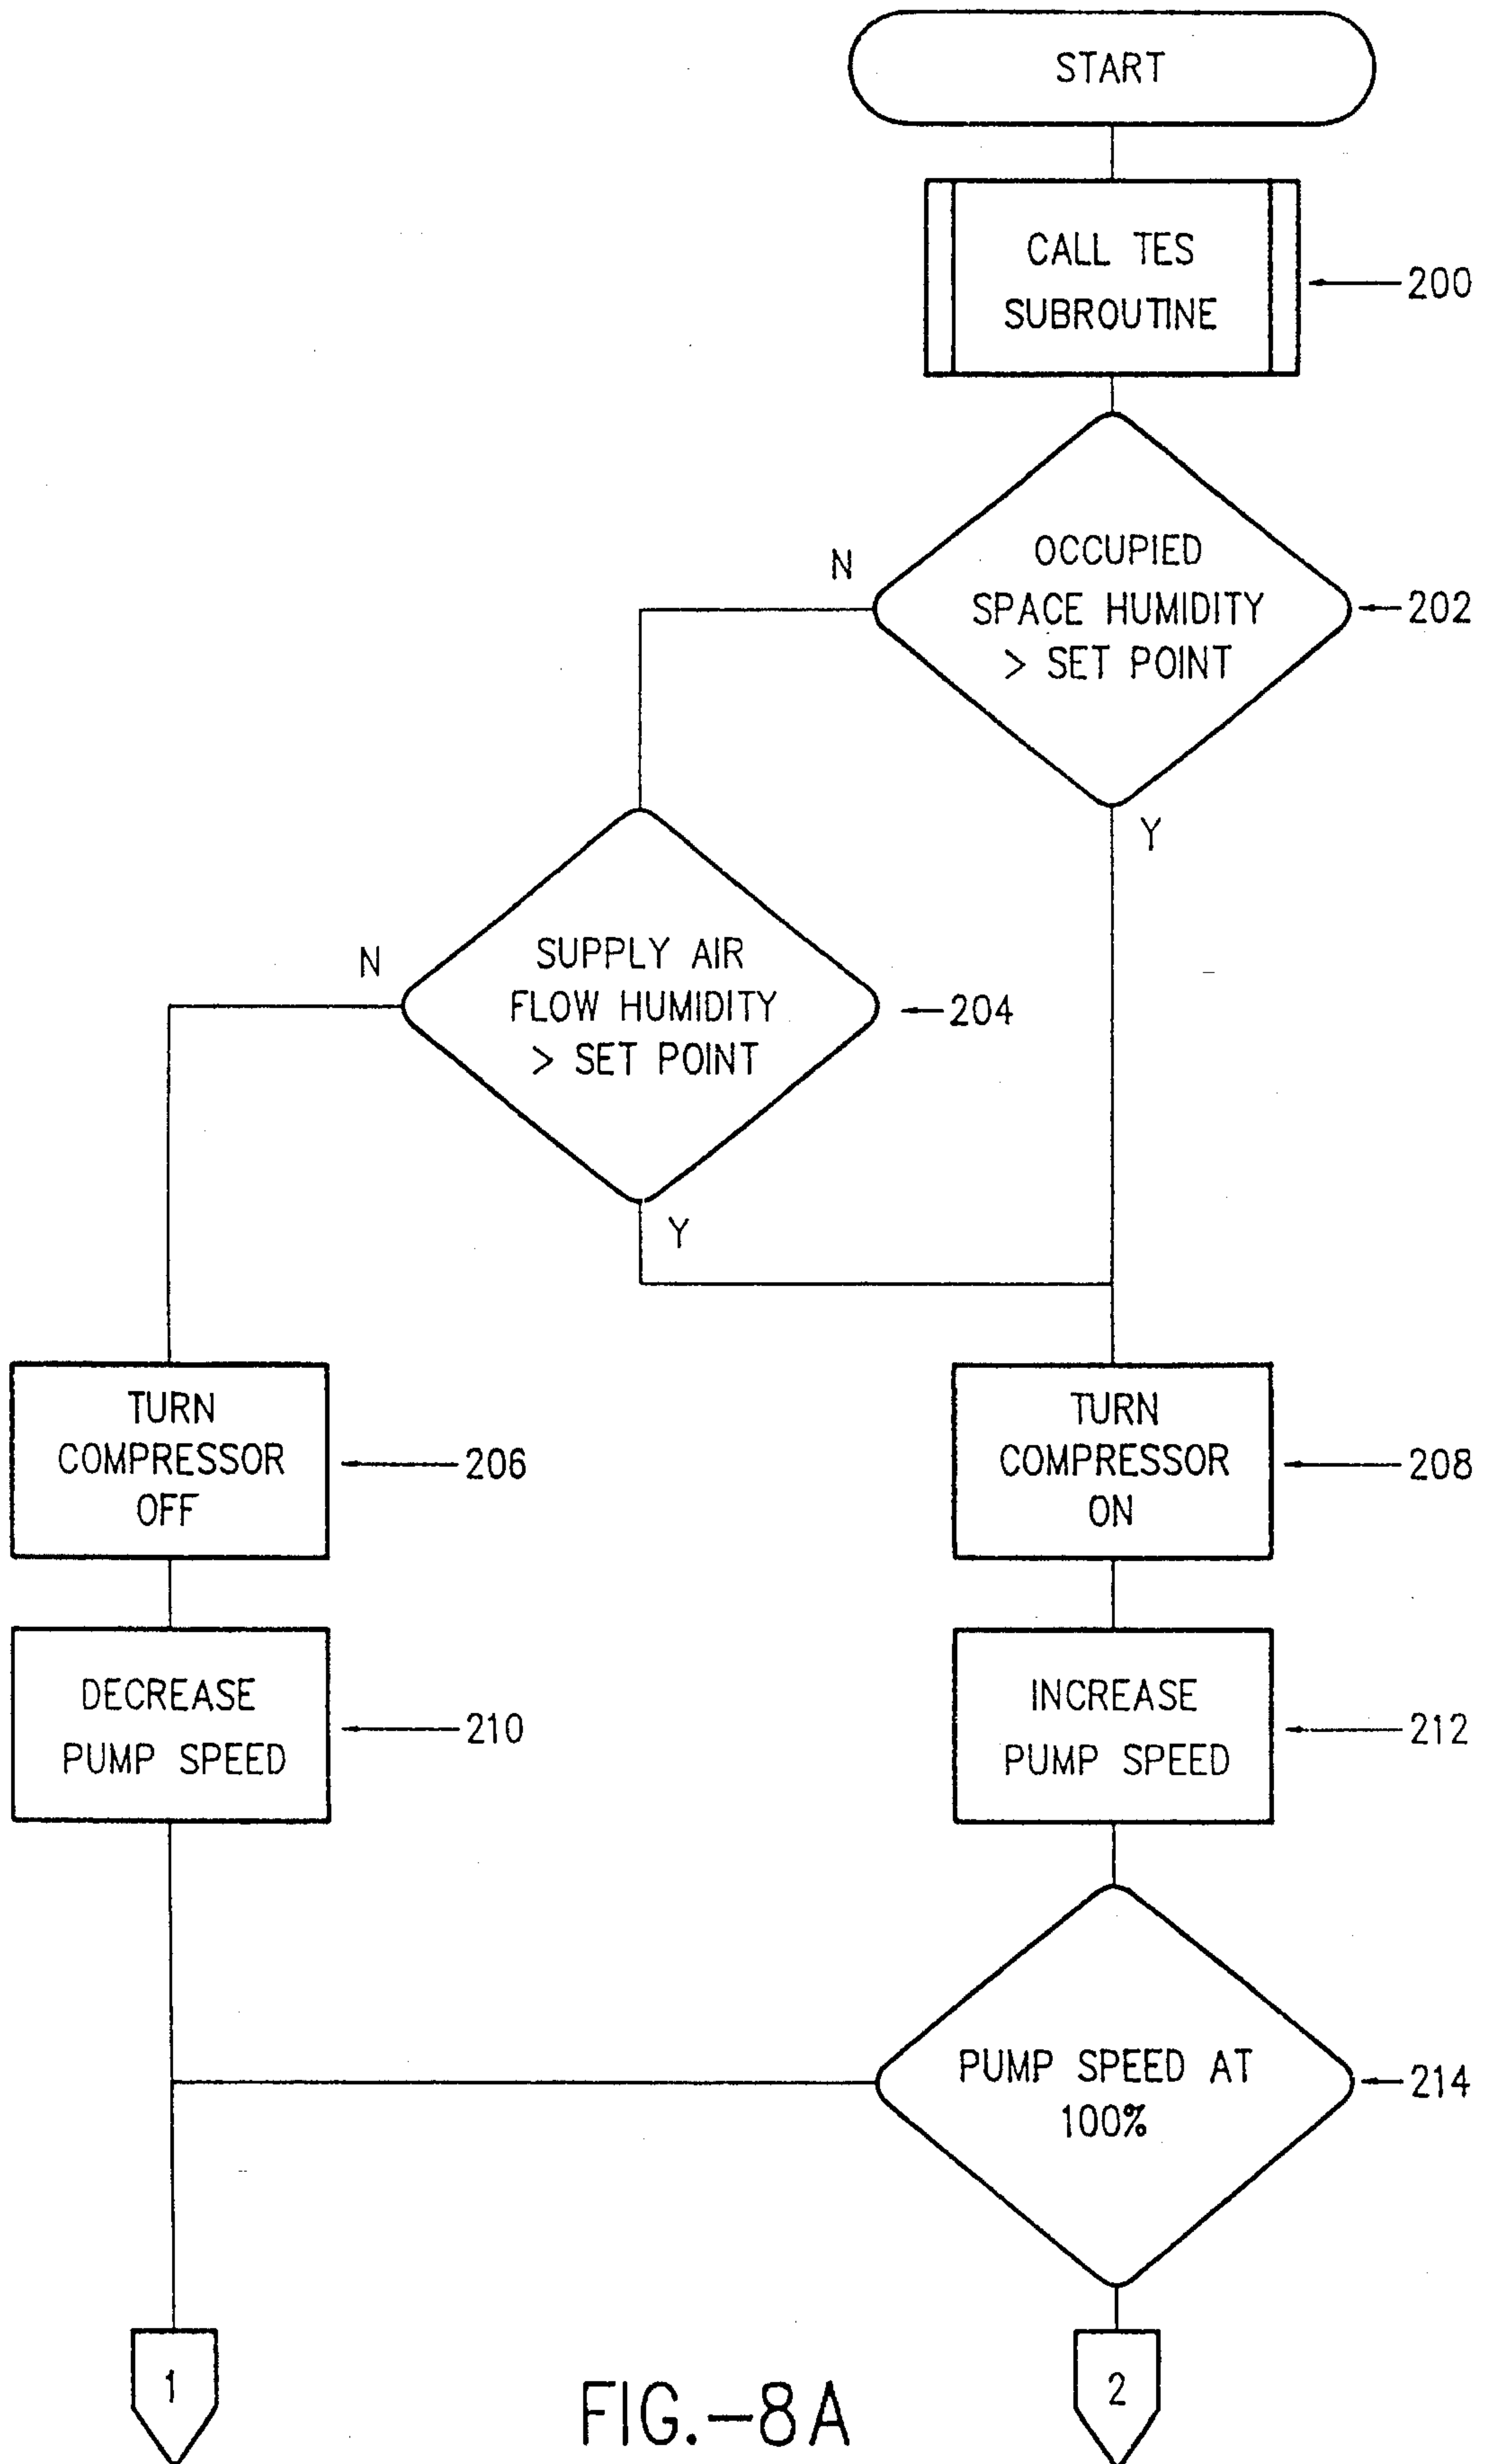 START
CALL TES
SUBROUTINE
200
OCCUPIED
SPACE HUMIDITY
> SET POINT
202
N
Y
SUPPLY AIR
FLOW HUMIDITY
> SET POINT
204
N
Y
TURN
COMPRESSOR
OFF
206
TURN
COMPRESSOR
ON
208
DECREASE
PUMP SPEED
210
INCREASE
PUMP SPEED
212
PUMP SPEED AT
100%
214
1
2
FIG.-8A